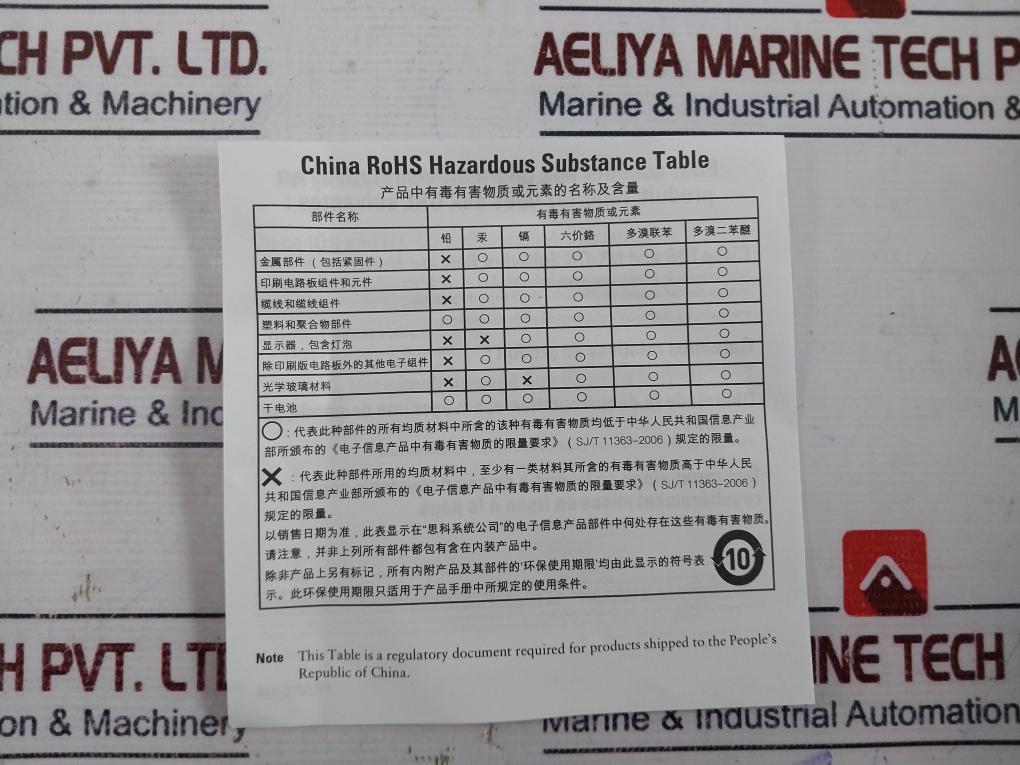 CH PVT. LTD.
AELIYA MARINE TECH P
ation & Machinery
Marine & Industrial Automation &
China RoHS Hazardous Substance Table
产品中有毒有害物质或元素的名称及含量
部件名称 有毒有害物质或元素
铅 汞 镉 六价鉻 多溴联苯 多溴二苯醚
金属部件（包括紧固件） × ○ ○ ○ ○ ○
印刷电路板组件和元件 × ○ ○ ○ ○ ○
缆线和缆线组件 × ○ ○ ○ ○ ○
塑料和聚合物部件 ○ ○ ○ ○ ○ ○
显示器，包含灯泡 × × ○ ○ ○ ○
除印刷版电路板外的其他电子组件 × ○ ○ ○ ○ ○
光学玻璃材料 × ○ × ○ ○ ○
干电池 ○ ○ ○ ○ ○ ○
○：代表此种部件的所有均质材料中所含的该种有毒有害物质均低于中华人民共和国信息产业
部所颁布的《电子信息产品中有毒有害物质的限量要求》（SJ/T 11363-2006）规定的限量。
×：代表此种部件所用的均质材料中，至少有一类材料其所含的有毒有害物质高于中华人民
共和国信息产业部所颁布的《电子信息产品中有毒有害物质的限量要求》（SJ/T 11363-2006）
规定的限量。
以销售日期为准，此表显示在“思科系统公司”的电子信息产品部件中何处存在这些有毒有害物质。
请注意，并非上列所有部件都包有含在内装产品中。
除非产品上另有标记，所有内附产品及其部件的‘环保使用期限’均由此显示的符号表
示。此环保使用期限只适用于产品手册中所规定的使用条件。
10
Note This Table is a regulatory document required for products shipped to the People's
Republic of China.
AELIYA M
Marine & Ind
A
M
H PVT. LT
on & Machinery
INE TECH
Marine & Industrial Automation